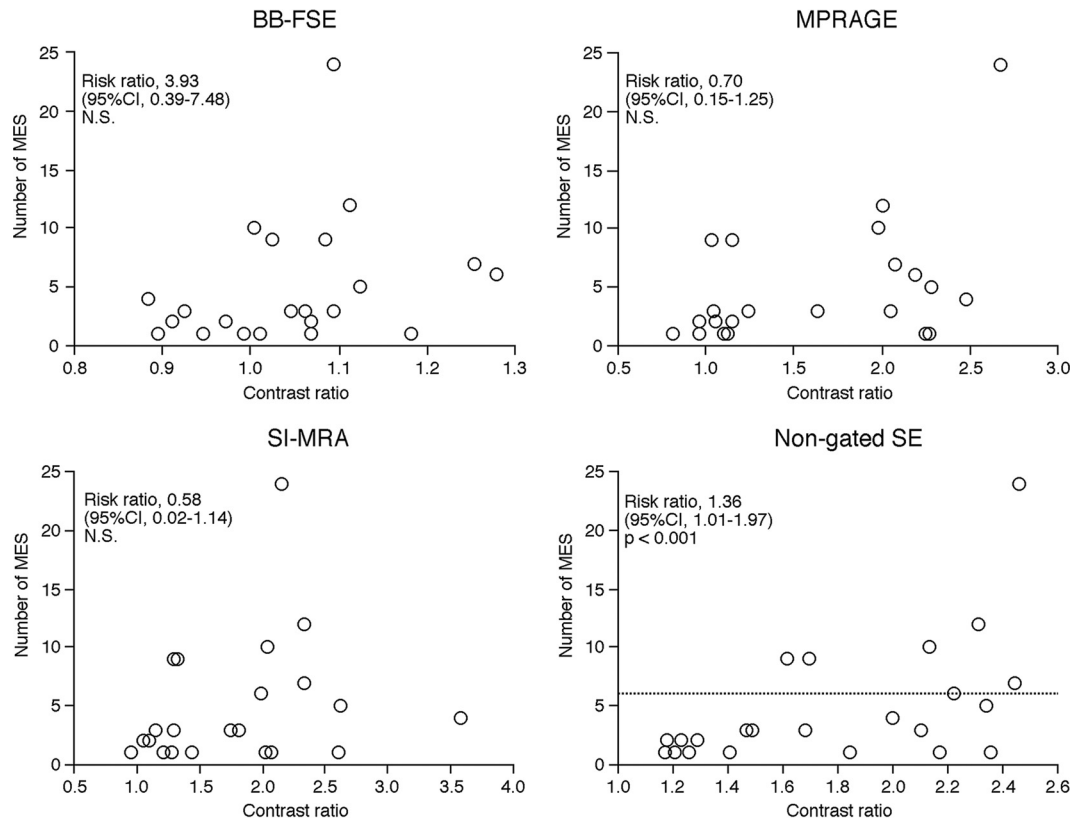 BB-FSE
25
20
15
10
5
0
Number of MES
Risk ratio, 3.93
(95%CI, 0.39-7.48)
N.S.
0.8 0.9 1.0 1.1 1.2 1.3
Contrast ratio
MPRAGE
25
20
15
10
5
0
Number of MES
Risk ratio, 0.70
(95%CI, 0.15-1.25)
N.S.
0.5 1.0 1.5 2.0 2.5 3.0
Contrast ratio
SI-MRA
25
20
15
10
5
0
Number of MES
Risk ratio, 0.58
(95%CI, 0.02-1.14)
N.S.
0.5 1.0 1.5 2.0 2.5 3.0 3.5 4.0
Contrast ratio
Non-gated SE
25
20
15
10
5
0
Number of MES
Risk ratio, 1.36
(95%CI, 1.01-1.97)
p < 0.001
1.0 1.2 1.4 1.6 1.8 2.0 2.2 2.4 2.6
Contrast ratio